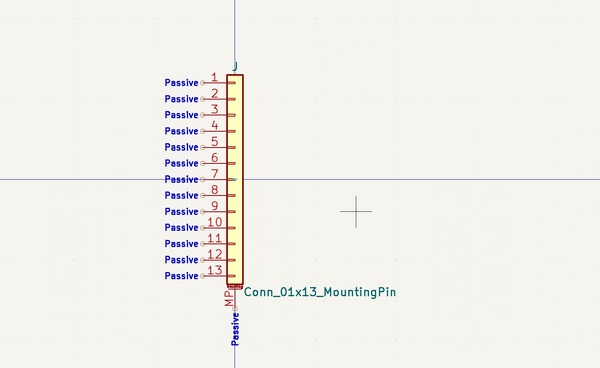 J
Passive 1
Passive 2
Passive 3
Passive 4
Passive 5
Passive 6
Passive 7
Passive 8
Passive 9
Passive 10
Passive 11
Passive 12
Passive 13
MP
Conn_01x13_MountingPin
Passive